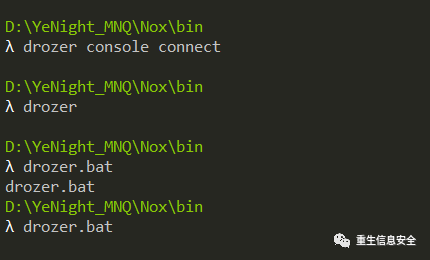 D:\YeNight_MNQ\Nox\bin
λ drozer console connect
D:\YeNight_MNQ\Nox\bin
λ drozer
D:\YeNight_MNQ\Nox\bin
λ drozer.bat
drozer.bat
D:\YeNight_MNQ\Nox\bin
λ drozer.bat
重生信息安全